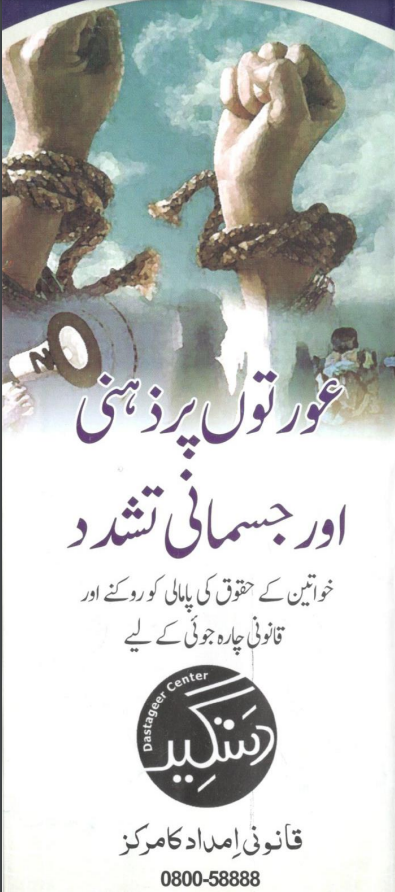 NO
عورتوں پر ذہنی
اور جسمانی تشدد
خواتین کے حقوق کی پامالی کو روکنے اور
قانونی چارہ جوئی کے لیے
Dastageer Center
دستگیر
قانونی اِمداد کا مرکز
0800-58888